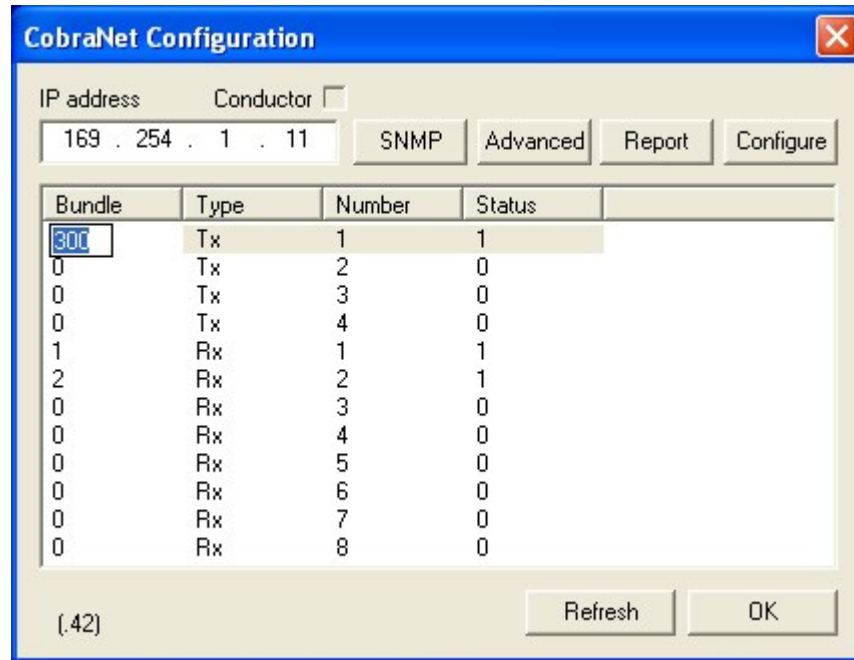 CobraNet Configuration
IP address Conductor
169 . 254 . 1 . 11 SNMP Advanced Report Configure
Bundle Type Number Status
300 Tx 1 1
0 Tx 2 0
0 Tx 3 0
0 Tx 4 0
1 Rx 1 1
2 Rx 2 1
0 Rx 3 0
0 Rx 4 0
0 Rx 5 0
0 Rx 6 0
0 Rx 7 0
0 Rx 8 0
(.42) Refresh OK